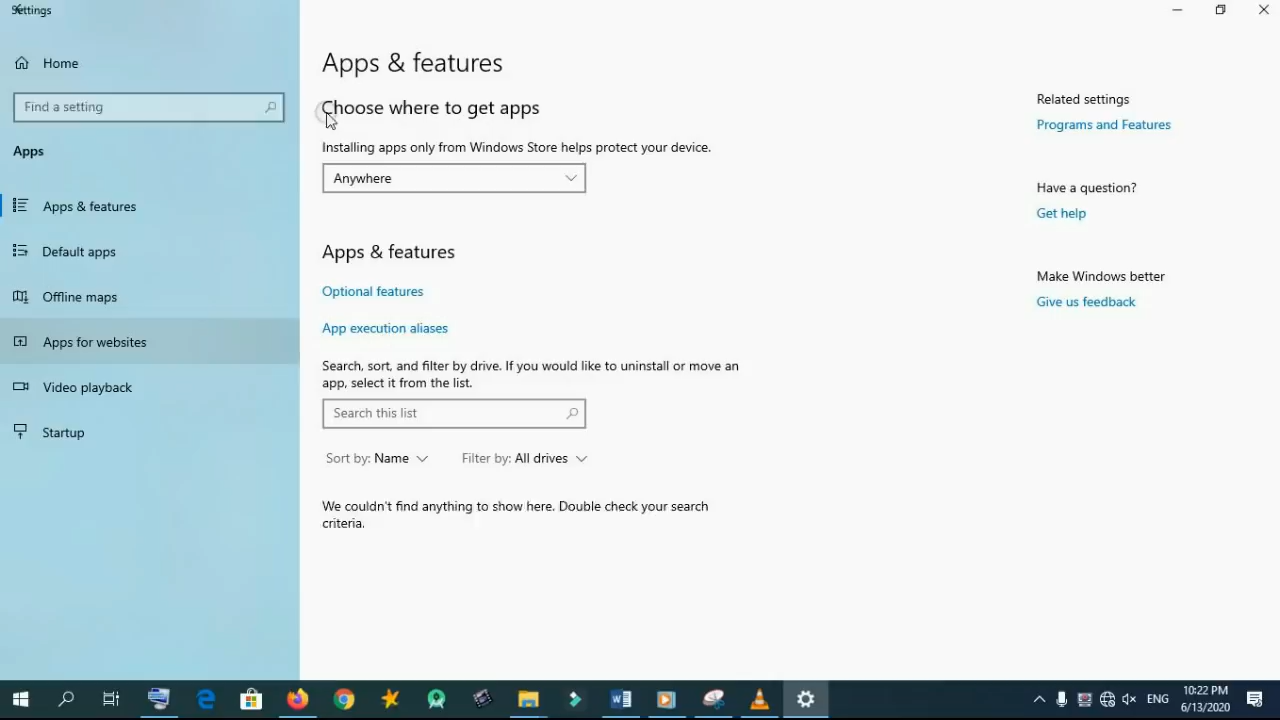 Settings
Home
Find a setting
Apps
Apps & features
Default apps
Offline maps
Apps for websites
Video playback
Startup
Apps & features
Choose where to get apps
Installing apps only from Windows Store helps protect your device.
Anywhere
Apps & features
Optional features
App execution aliases
Search, sort, and filter by drive. If you would like to uninstall or move an
app, select it from the list.
Search this list
Sort by: Name Filter by: All drives
We couldn't find anything to show here. Double check your search
criteria.
Related settings
Programs and Features
Have a question?
Get help
Make Windows better
Give us feedback
ENG
10:22 PM
6/13/2020